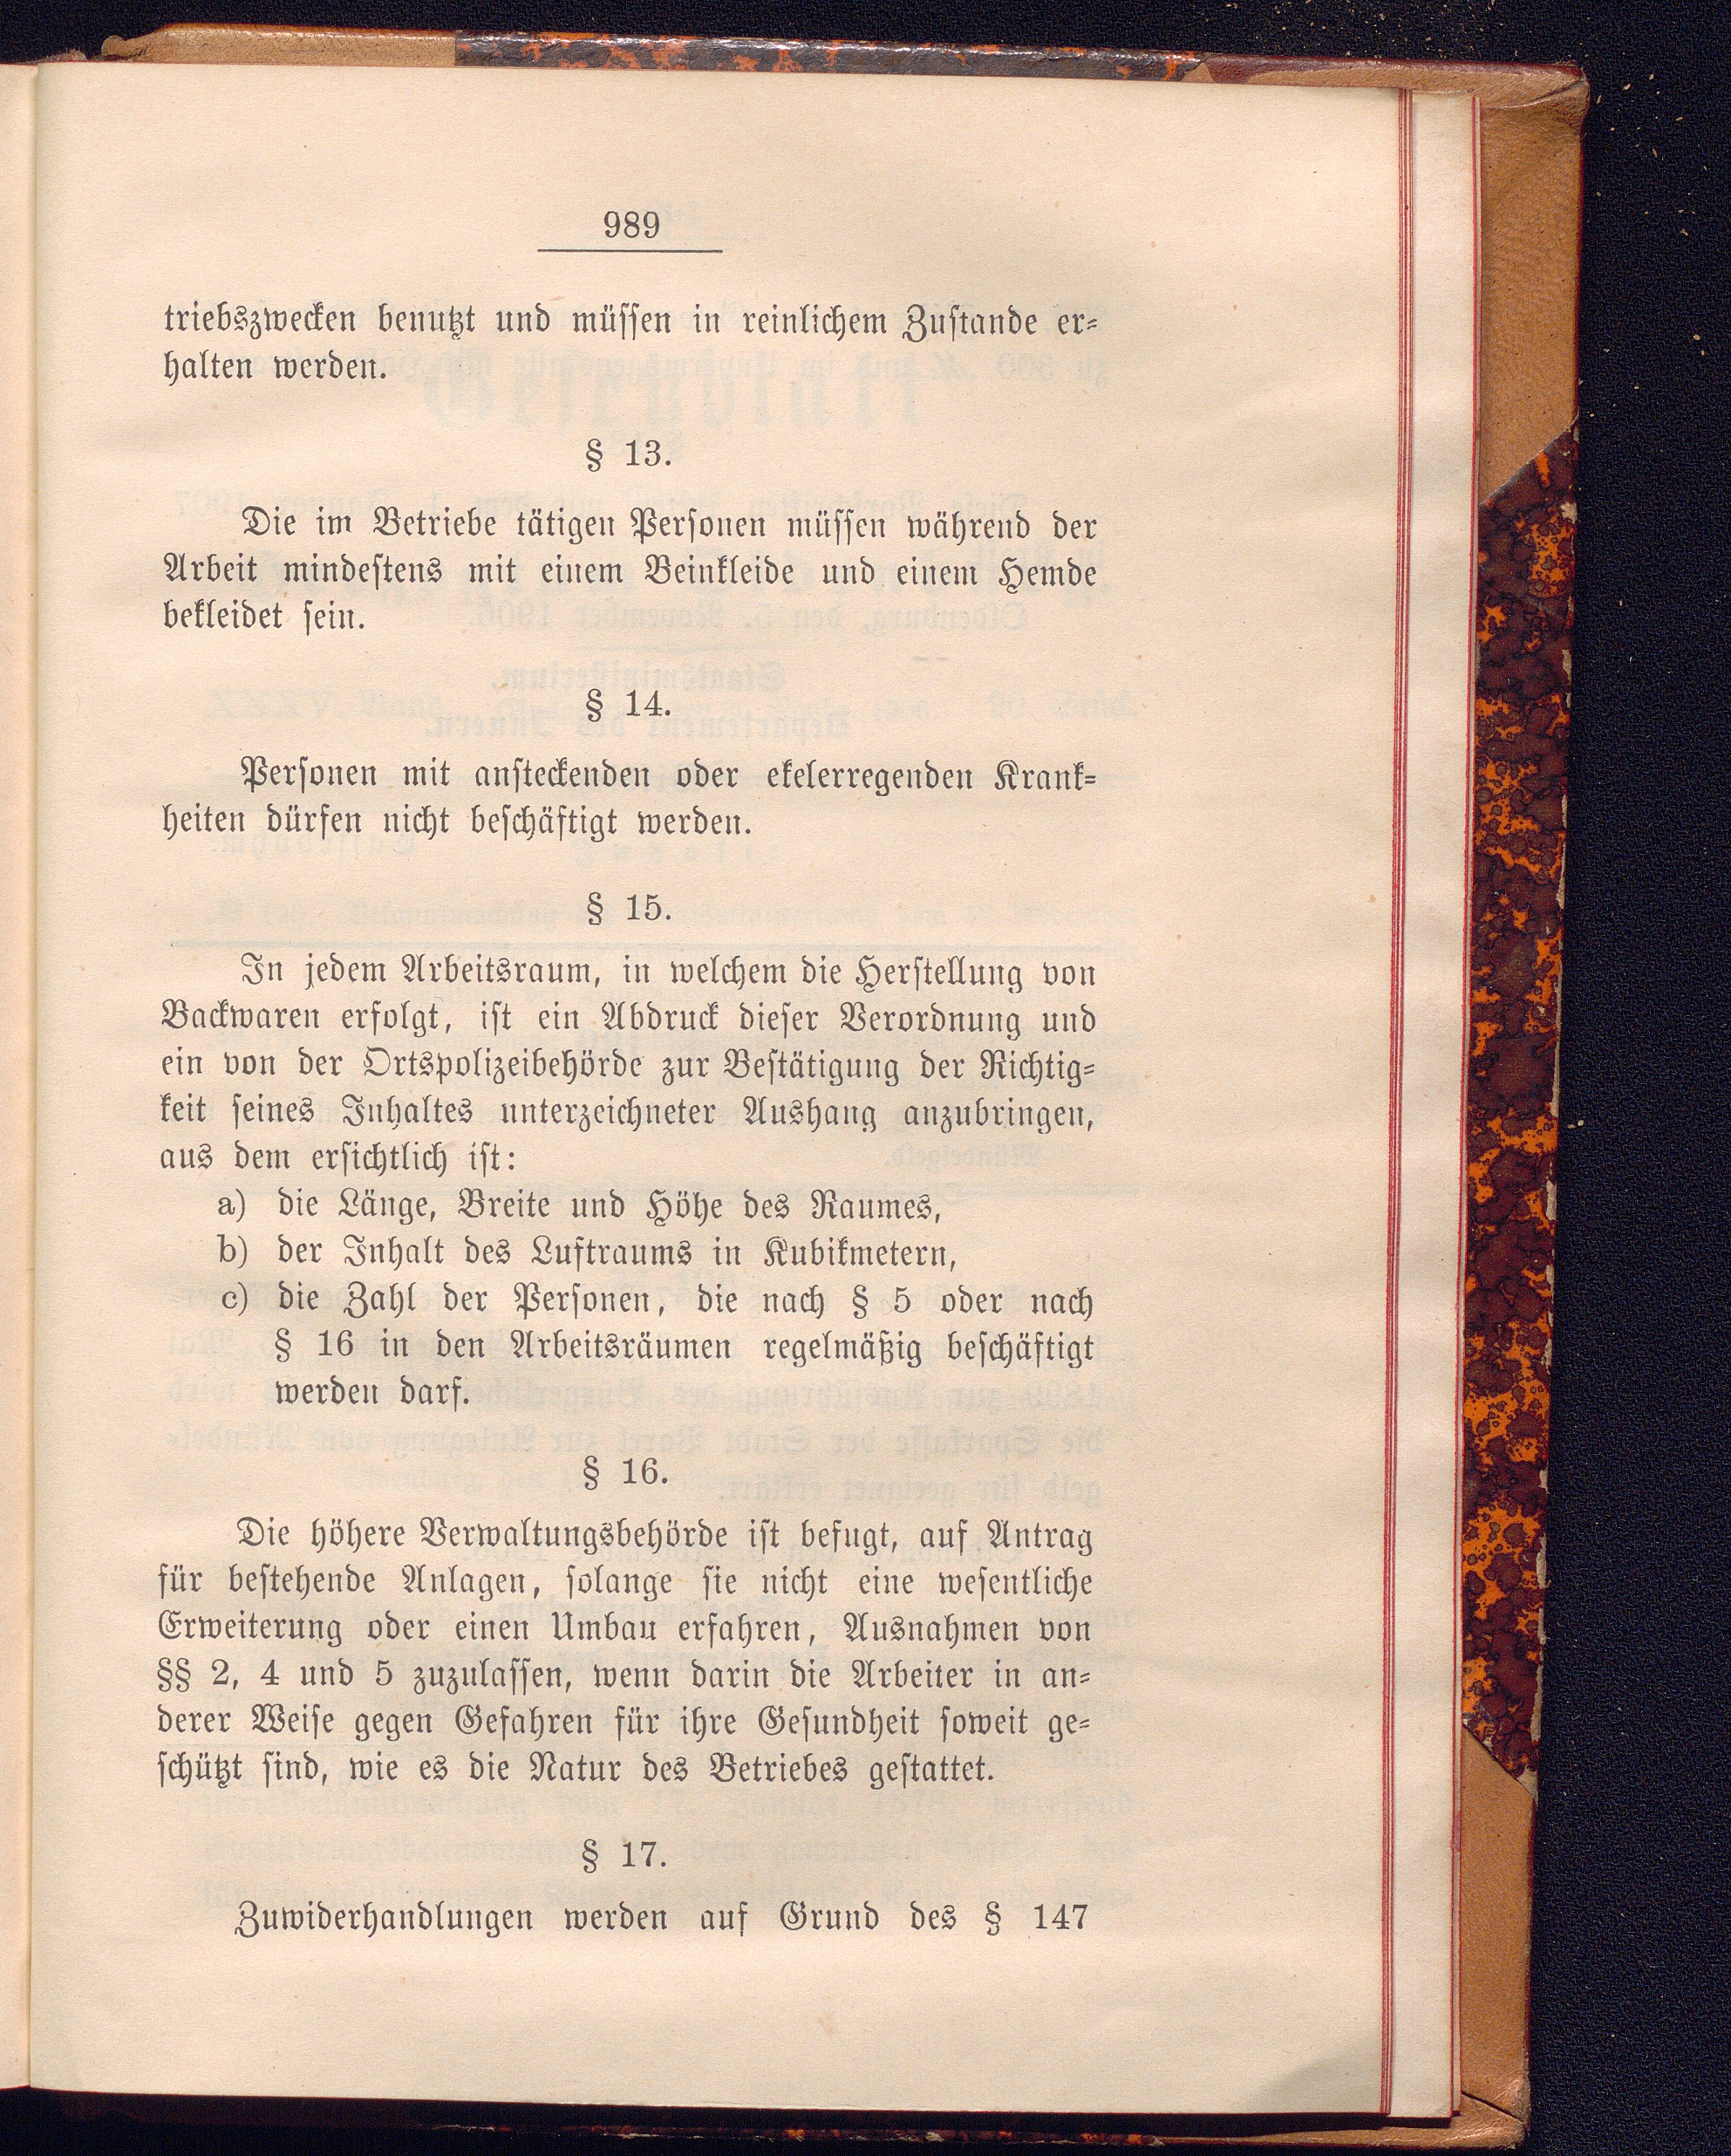 989
triebszwecken benutzt und müssen in reinlichem Zustande er-
halten werden.
§ 13.
Die im Betriebe tätigen Personen müssen während der
Arbeit mindestens mit einem Beinkleide und einem Hemde
bekleidet sein.
§ 14.
Personen mit ansteckenden oder ekelerregenden Krank-
heiten dürfen nicht beschäftigt werden.
§ 15.
In jedem Arbeitsraum, in welchem die Herstellung von
Backwaren erfolgt, ist ein Abdruck dieser Verordnung und
ein von der Ortspolizeibehörde zur Bestätigung der Richtig-
keit seines Inhaltes unterzeichneter Aushang anzubringen,
aus dem ersichtlich ist:
a) die Länge, Breite und Höhe des Raumes,
b) der Inhalt des Luftraums in Kubikmetern,
c) die Zahl der Personen, die nach § 5 oder nach
§ 16 in den Arbeitsräumen regelmäßig beschäftigt
werden darf.
§ 16.
Die höhere Verwaltungsbehörde ist befugt, auf Antrag
für bestehende Anlagen, solange sie nicht eine wesentliche
Erweiterung oder einen Umbau erfahren, Ausnahmen von
§§ 2, 4 und 5 zuzulassen, wenn darin die Arbeiter in an-
derer Weise gegen Gefahren für ihre Gesundheit soweit ge-
schützt sind, wie es die Natur des Betriebes gestattet.
§ 17.
Zuwiderhandlungen werden auf Grund des § 147